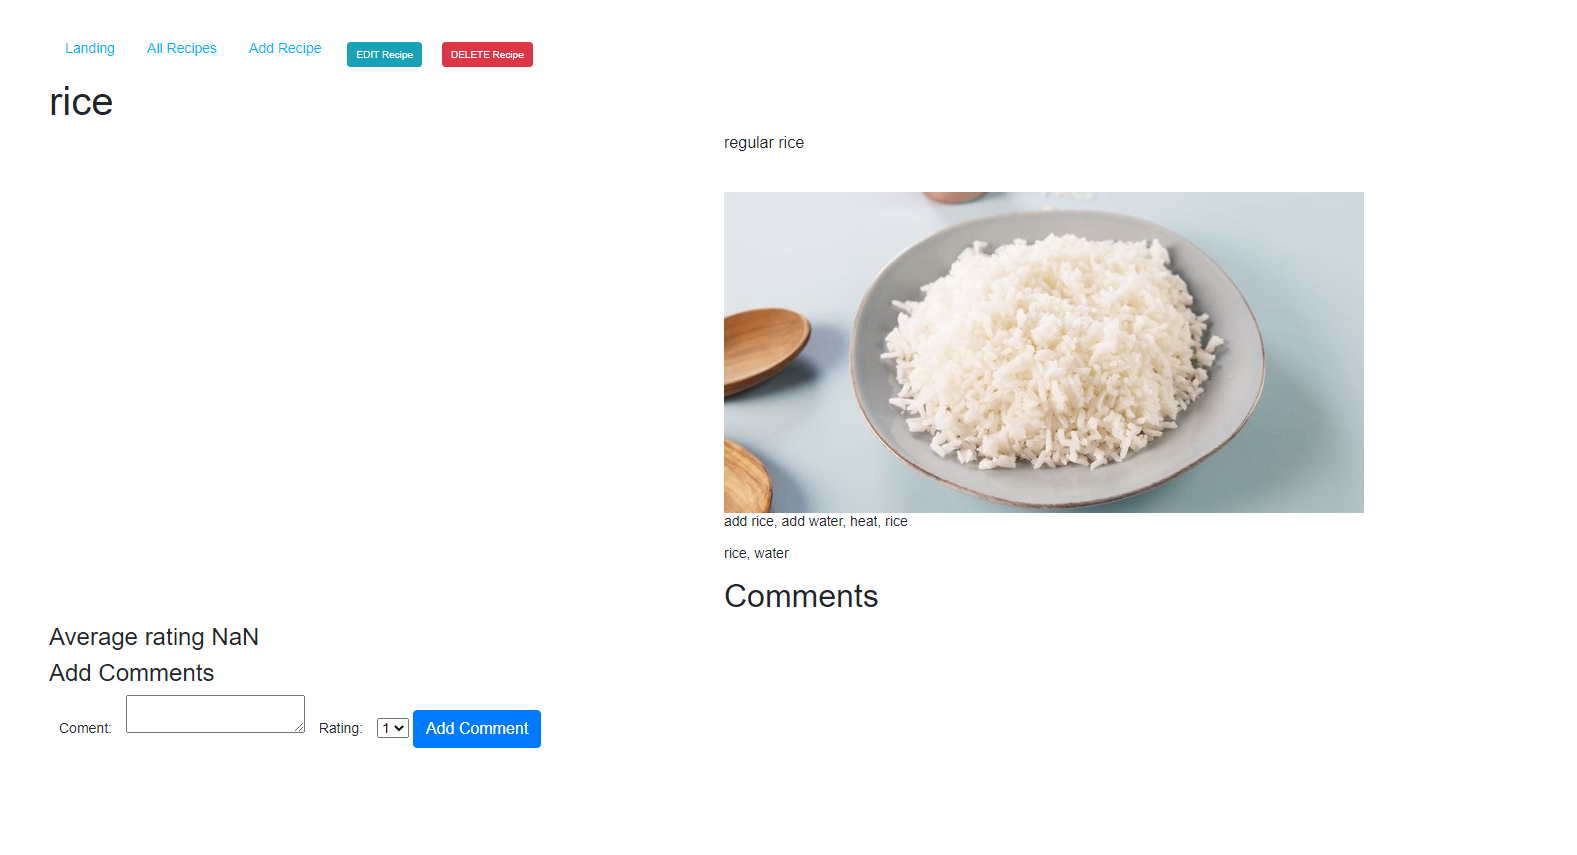 Landing All Recipes Add Recipe EDIT Recipe DELETE Recipe
rice
regular rice
add rice, add water, heat, rice
rice, water
Comments
Average rating NaN
Add Comments
Coment: Rating: 1 Add Comment